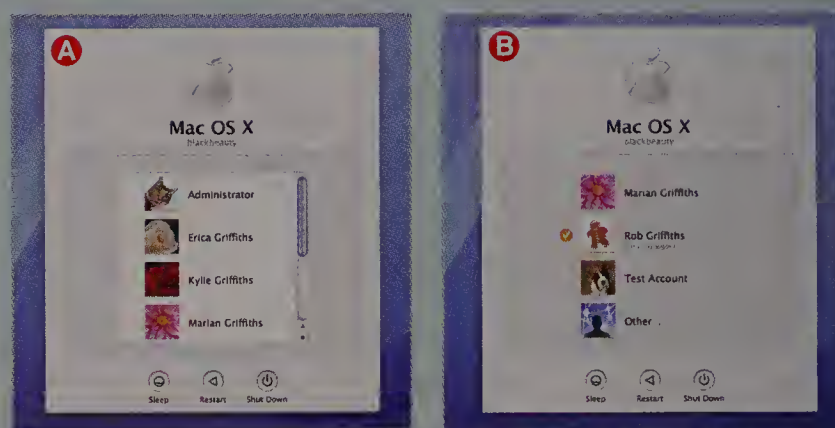 A
Mac OS X
blackbeauty
Administrator
Erica Griffiths
Kylie Griffiths
Marian Griffiths
Sleep Restart Shut Down
B
Mac OS X
blackbeauty
Marian Griffiths
Rob Griffiths
Test Account
Other
Sleep Restart Shut Down